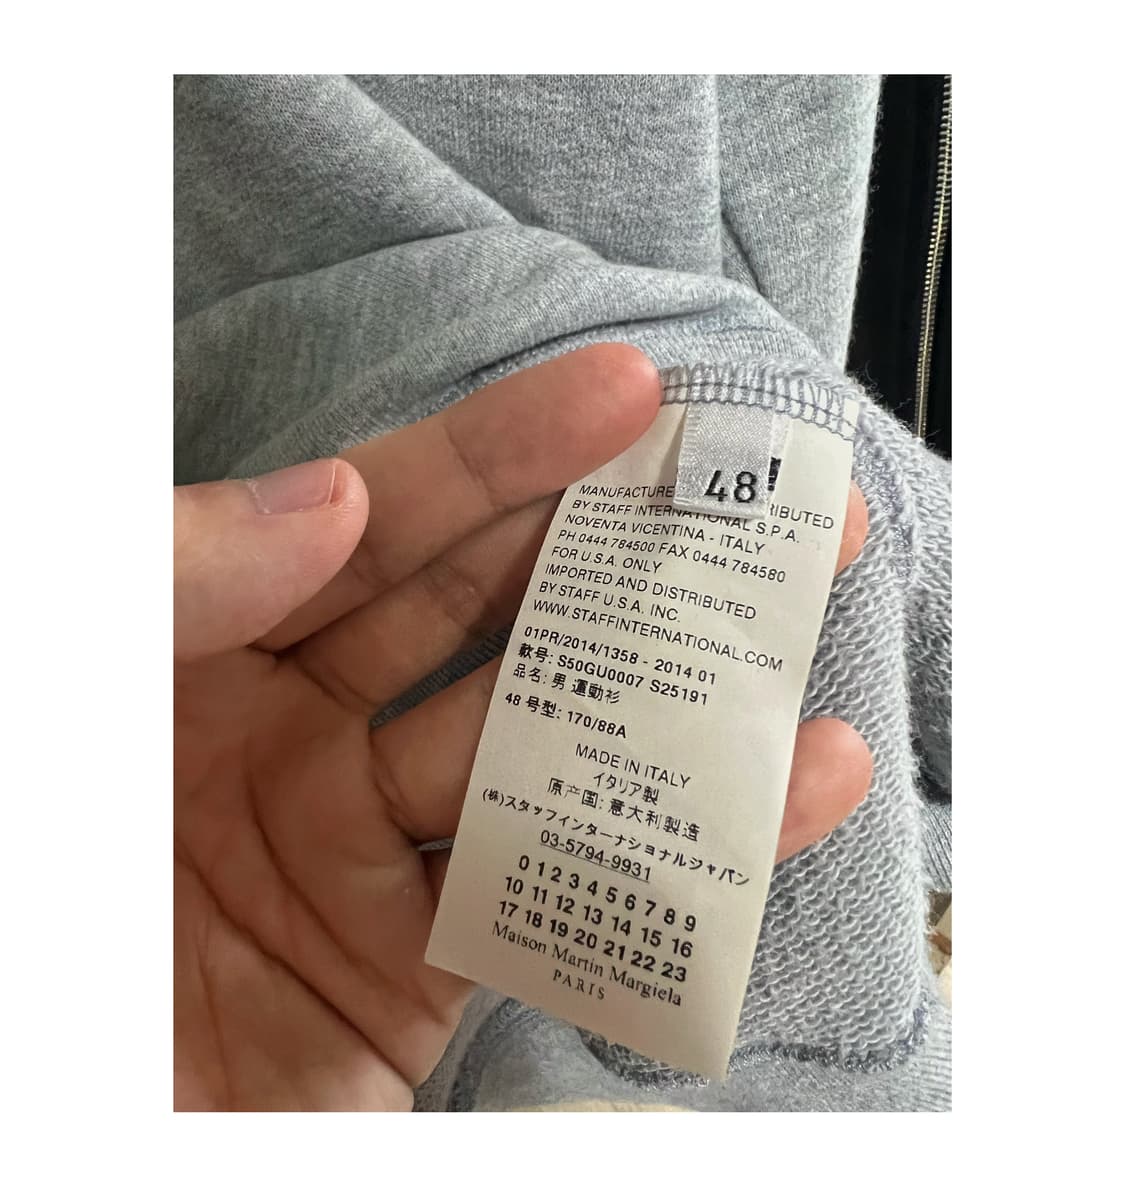 48
MANUFACTURE RIBUTED
BY STAFF INTERNATIONAL S.P.A.
NOVENTA VICENTINA - ITALY
PH 0444 784500 FAX 0444 784580
FOR U.S.A. ONLY
IMPORTED AND DISTRIBUTED
BY STAFF U.S.A. INC.
WWW.STAFFINTERNATIONAL.COM
01PR/2014/1358 - 2014 01
款号: S50GU0007 S25191
品名: 男 運動衫
48 号型: 170/88A
MADE IN ITALY
イタリア製
原产国: 意大利製造
(株)スタッフインターナショナルジャパン
03-5794-9931
0 1 2 3 4 5 6 7 8 9
10 11 12 13 14 15 16
17 18 19 20 21 22 23
Maison Martin Margiela
PARIS